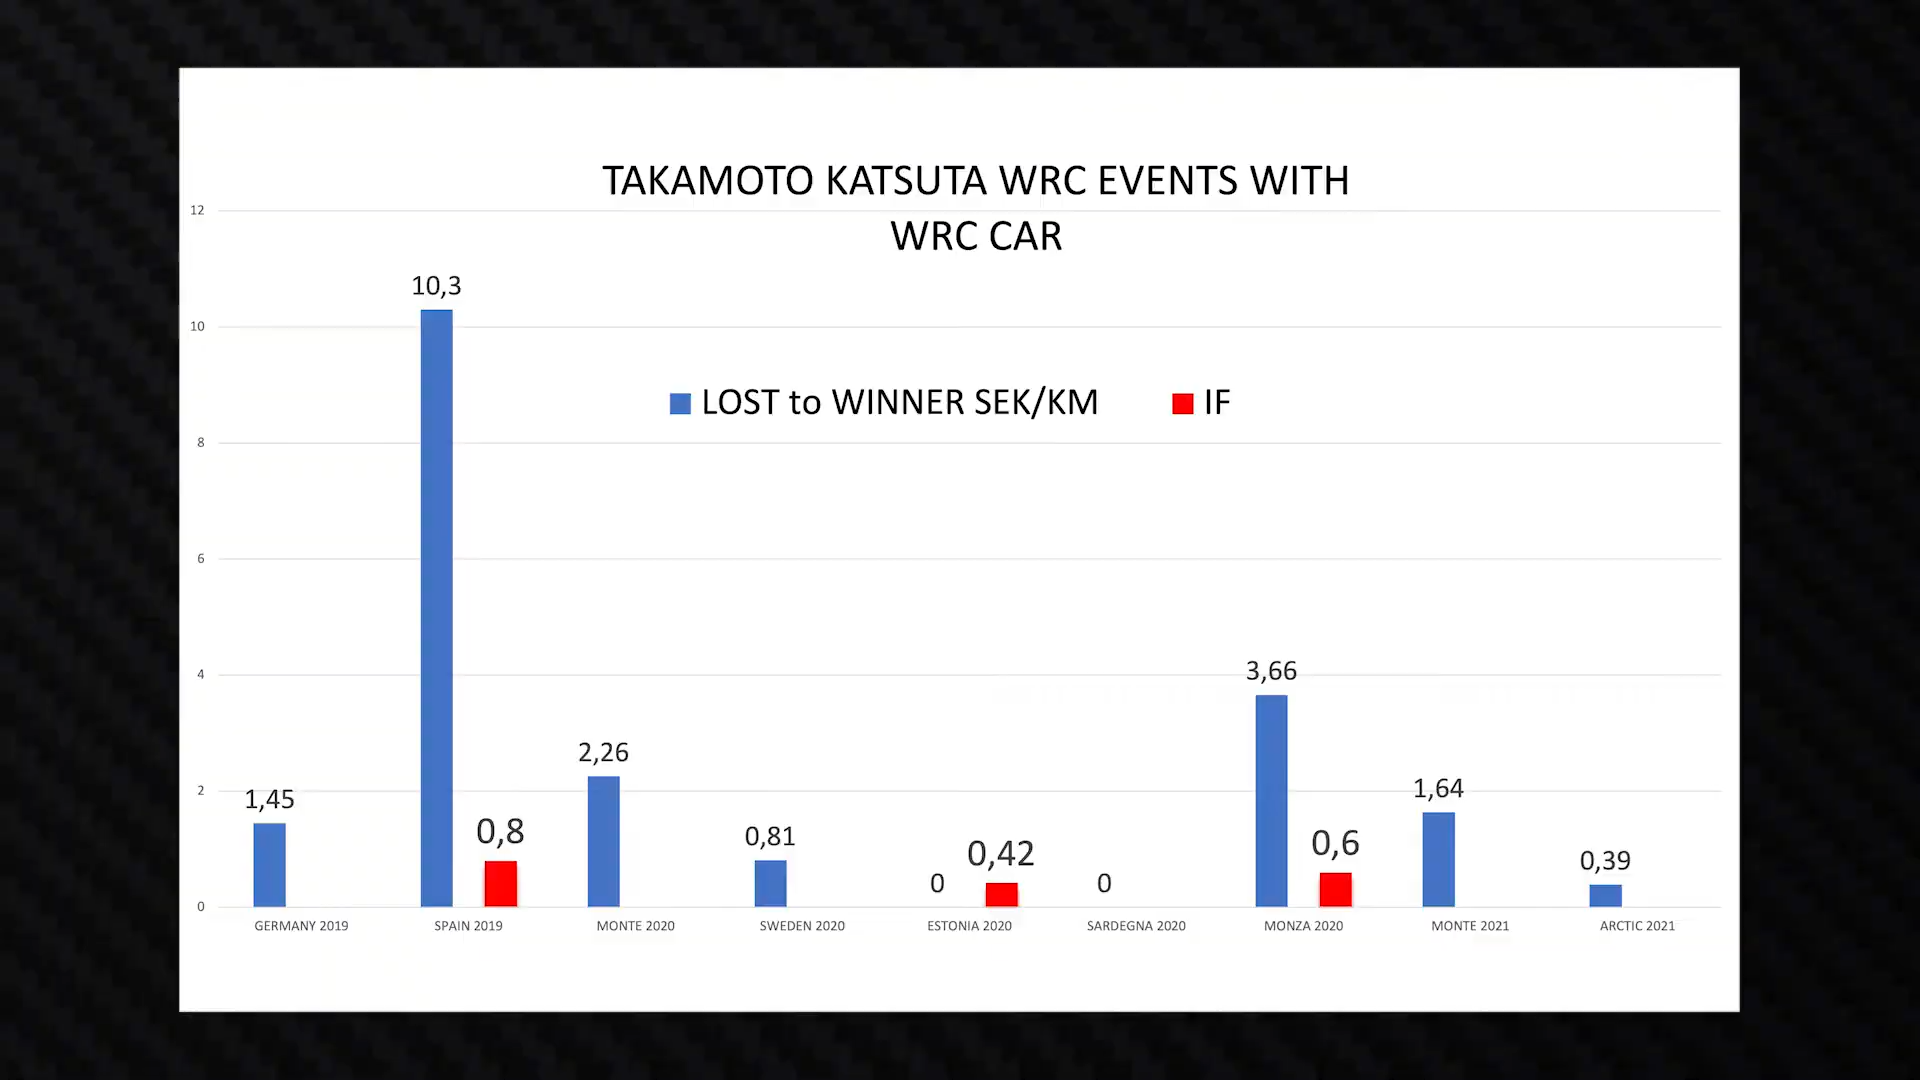 TAKAMOTO KATSUTA WRC EVENTS WITH
WRC CAR
LOST to WINNER SEK/KM IF
12
10
8
6
4
2
0
1,45
10,3
0,8
2,26
0,81
0
0,42
0
3,66
0,6
1,64
0,39
GERMANY 2019
SPAIN 2019
MONTE 2020
SWEDEN 2020
ESTONIA 2020
SARDEGNA 2020
MONZA 2020
MONTE 2021
ARCTIC 2021